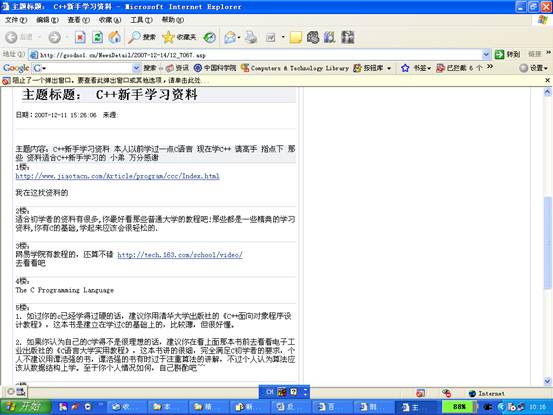 主题标题： C++新手学习资料 - Microsoft Internet Explorer
文件(F) 编辑(E) 查看(V) 收藏(A) 工具(T) 帮助(H)
后退 搜索 收藏夹
地址(D) http://goodnol.cn/NewsDetail/2007-12-14/12_7067.asp 转到 链接
Google G 搜索 资讯 中国科学院 Computers & Technology Library 按钮库 书签 已拦截 6 个 设置
阻止了一个弹出窗口，要查看此弹出窗口或其他选项，请单击此处...
主题标题： C++新手学习资料
日期：2007-12-11 15:26:06 来源:
主题内容：C++新手学习资料 本人以前学过一点C语言 现在学C++ 请高手 指点下 那
些 资料适合C++新手学习的 小弟 万分感谢
1楼:
http://www.jiaotacn.com/Article/program/ccc/Index.html
我在这找资料的
2楼:
适合初学者的资料有很多,你最好看那些普通大学的教程吧!那些都是一些精典的学习
资料,你有C的基础,学起来应该会很轻松的.
3楼:
网易学院有教程的，还算不错 http://tech.163.com/school/video/
去看看吧
4楼:
The C Programming Language
5楼:
1．如过你的c已经学得过硬的话，建议你用清华大学出版社的《C++面向对象程序设
计教程》，这本书是建立在学过C的基础上的，比较薄，但很好懂。
2．如果你认为自己的C学得不是很理想的话，建议你在看上面那本书前去看看电子工
业出版社的《C语言大学实用教程》，这本书讲的很细，完全满足C初学者的要求，个
人不建议用谭浩强的书，谭浩强的书有时过于注重算法的讲解，不过个人认为算法应
该从数据结构上学。至于你个人情况如何，自己斟酌吧~~
CH
Internet
开始
88%
10:16